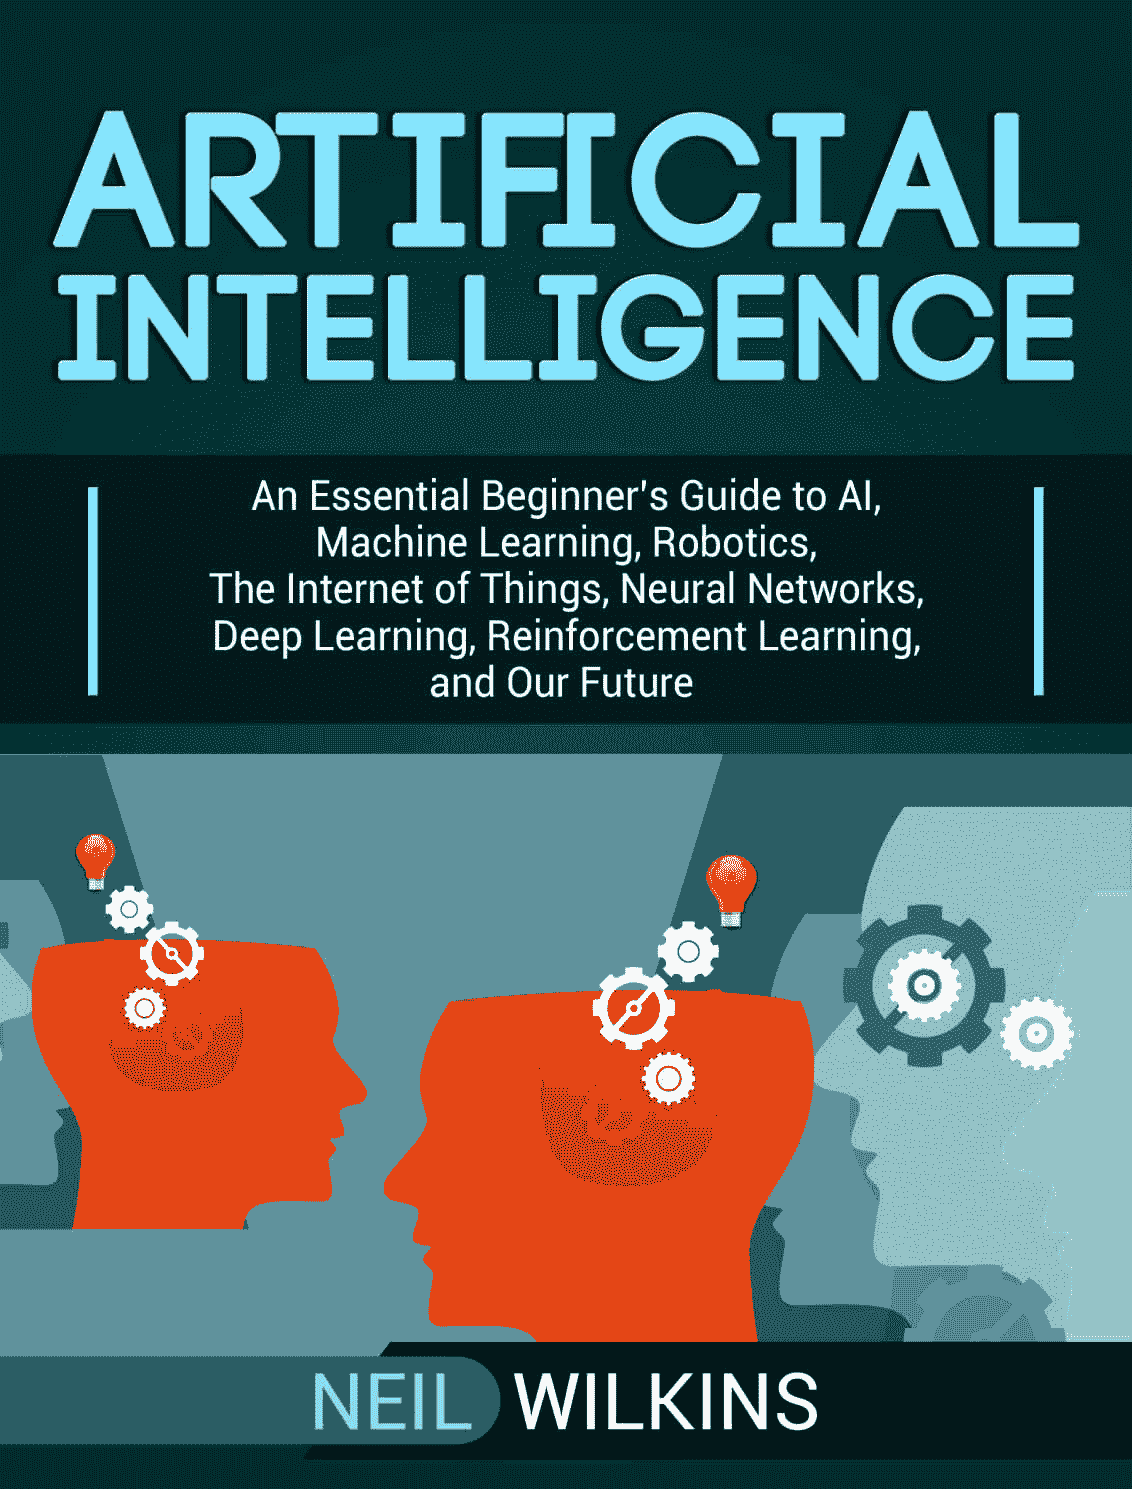 ARTIFICIAL
INTELLIGENCE
An Essential Beginner's Guide to AI,
Machine Learning, Robotics,
The Internet of Things, Neural Networks,
Deep Learning, Reinforcement Learning,
and Our Future
NEIL WILKINS